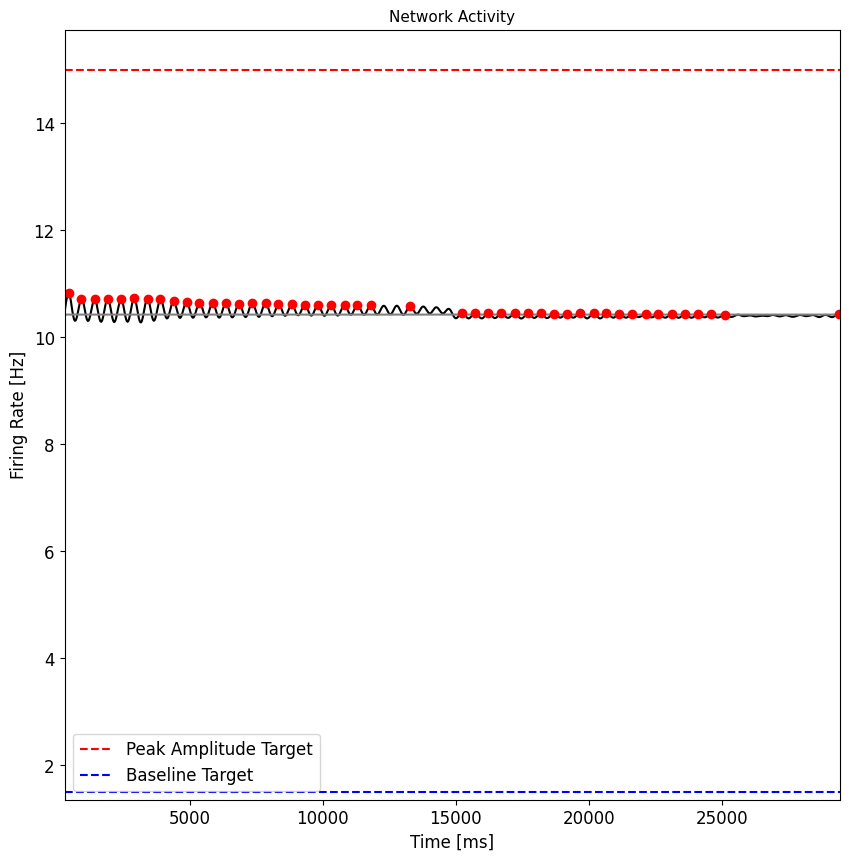 Network Activity
14
12
10
8
6
4
2
Firing Rate [Hz]
Peak Amplitude Target
Baseline Target
5000 10000 15000 20000 25000
Time [ms]